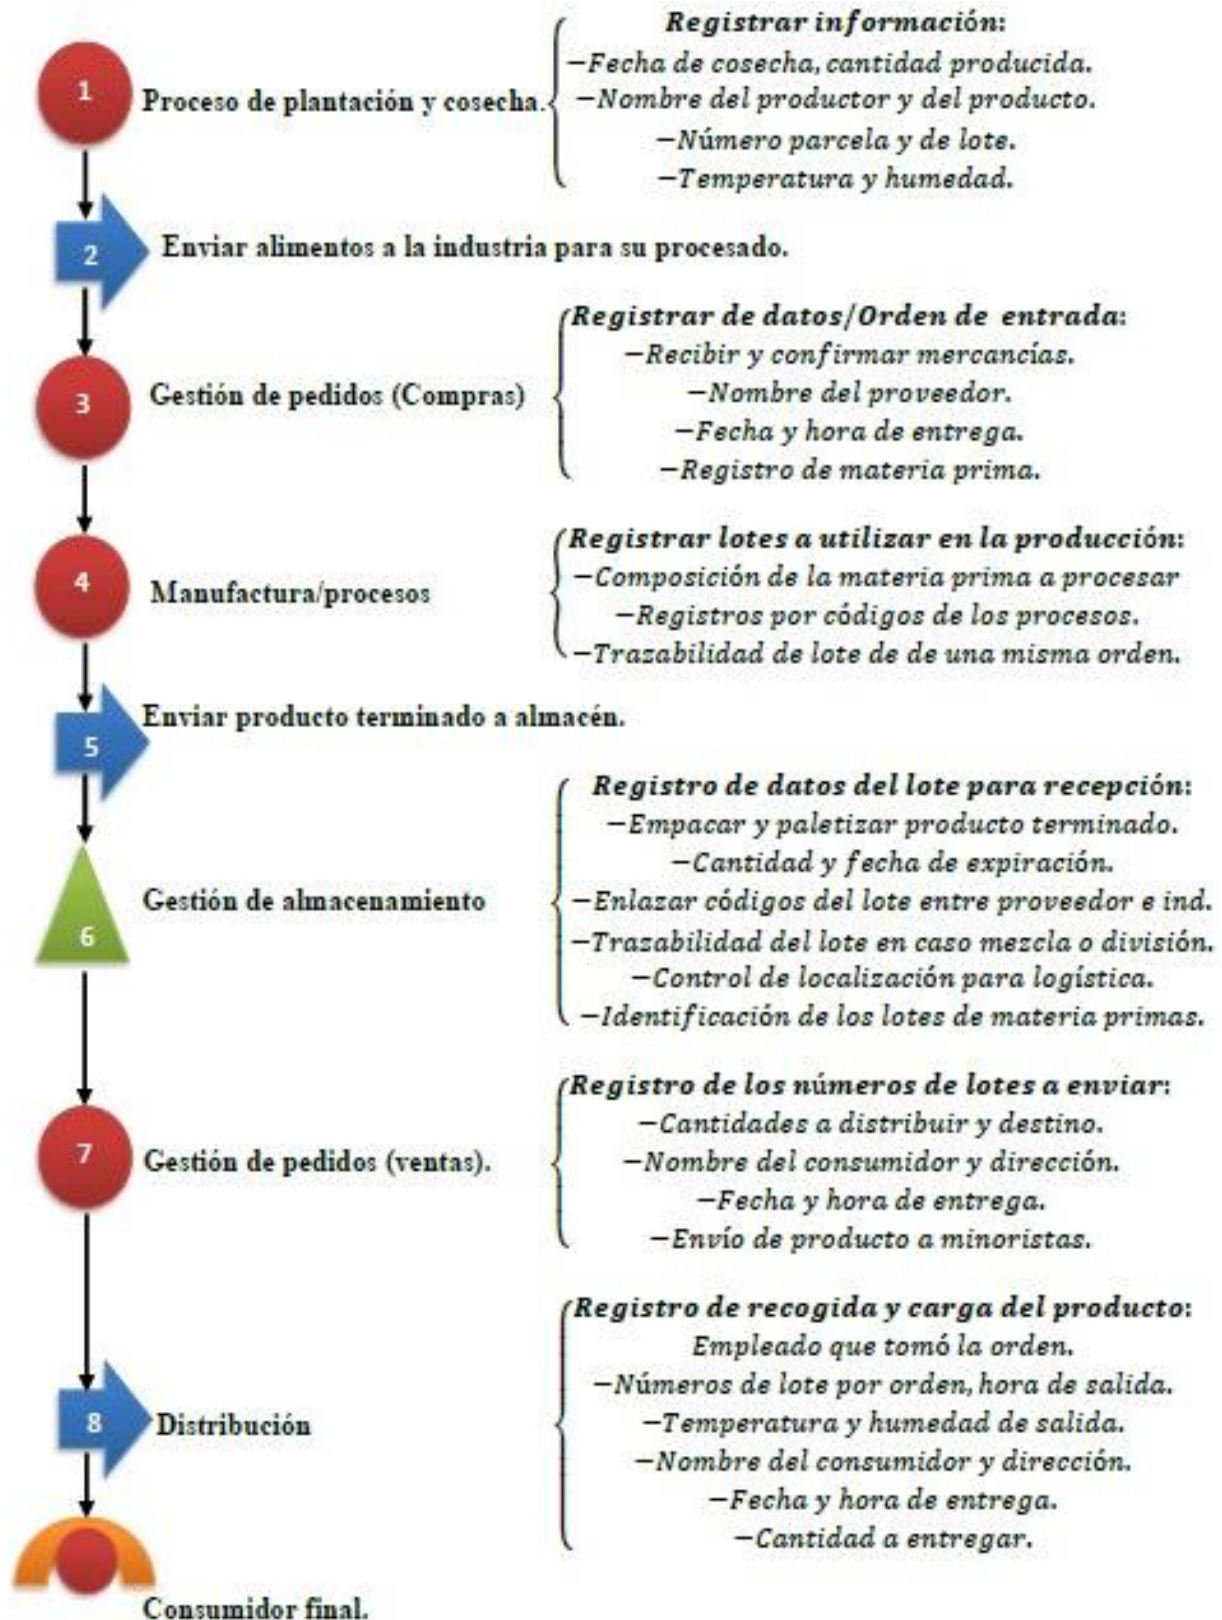 Registrar información:
1
−Fecha de cosecha, cantidad producida.
Proceso de plantación y cosecha.
−Nombre del productor y del producto.
−Número parcela y de lote.
−Temperatura y humedad.
2
Enviar alimentos a la industria para su procesado.
Registrar de datos/Orden de entrada:
−Recibir y confirmar mercancías.
3
Gestión de pedidos (Compras)
−Nombre del proveedor.
−Fecha y hora de entrega.
−Registro de materia prima.
Registrar lotes a utilizar en la producción:
4
−Composición de la materia prima a procesar
Manufactura/procesos
−Registros por códigos de los procesos.
−Trazabilidad de lote de de una misma orden.
Enviar producto terminado a almacén.
5
Registro de datos del lote para recepción:
−Empacar y paletizar producto terminado.
−Cantidad y fecha de expiración.
Gestión de almacenamiento
−Enlazar códigos del lote entre proveedor e ind.
6
−Trazabilidad del lote en caso mezcla o división.
−Control de localización para logística.
−Identificación de los lotes de materia primas.
Registro de los números de lotes a enviar:
−Cantidades a distribuir y destino.
7
Gestión de pedidos (ventas).
−Nombre del consumidor y dirección.
−Fecha y hora de entrega.
−Envío de producto a minoristas.
Registro de recogida y carga del producto:
Empleado que tomó la orden.
−Números de lote por orden, hora de salida.
8
Distribución
−Temperatura y humedad de salida.
−Nombre del consumidor y dirección.
−Fecha y hora de entrega.
−Cantidad a entregar.
Consumidor final.